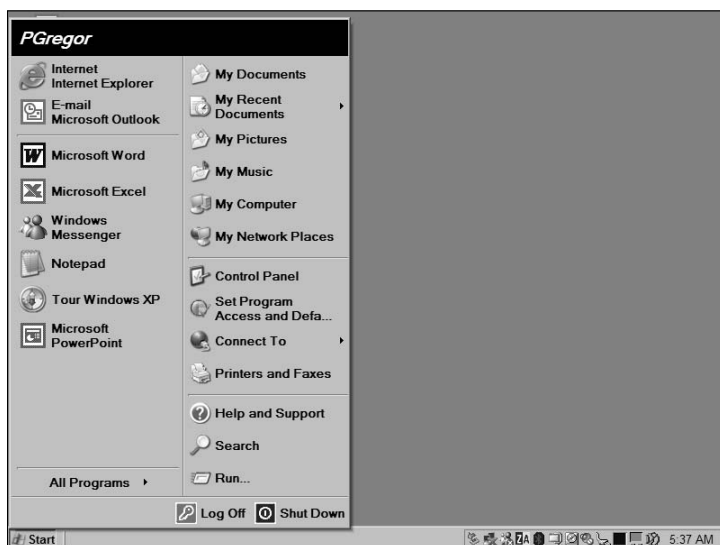 PGregor
Internet
Internet Explorer
E-mail
Microsoft Outlook
Microsoft Word
Microsoft Excel
Windows
Messenger
Notepad
Tour Windows XP
Microsoft
PowerPoint
All Programs
My Documents
My Recent
Documents
My Pictures
My Music
My Computer
My Network Places
Control Panel
Set Program
Access and Defa...
Connect To
Printers and Faxes
Help and Support
Search
Run...
Log Off
Shut Down
Start
5:37 AM